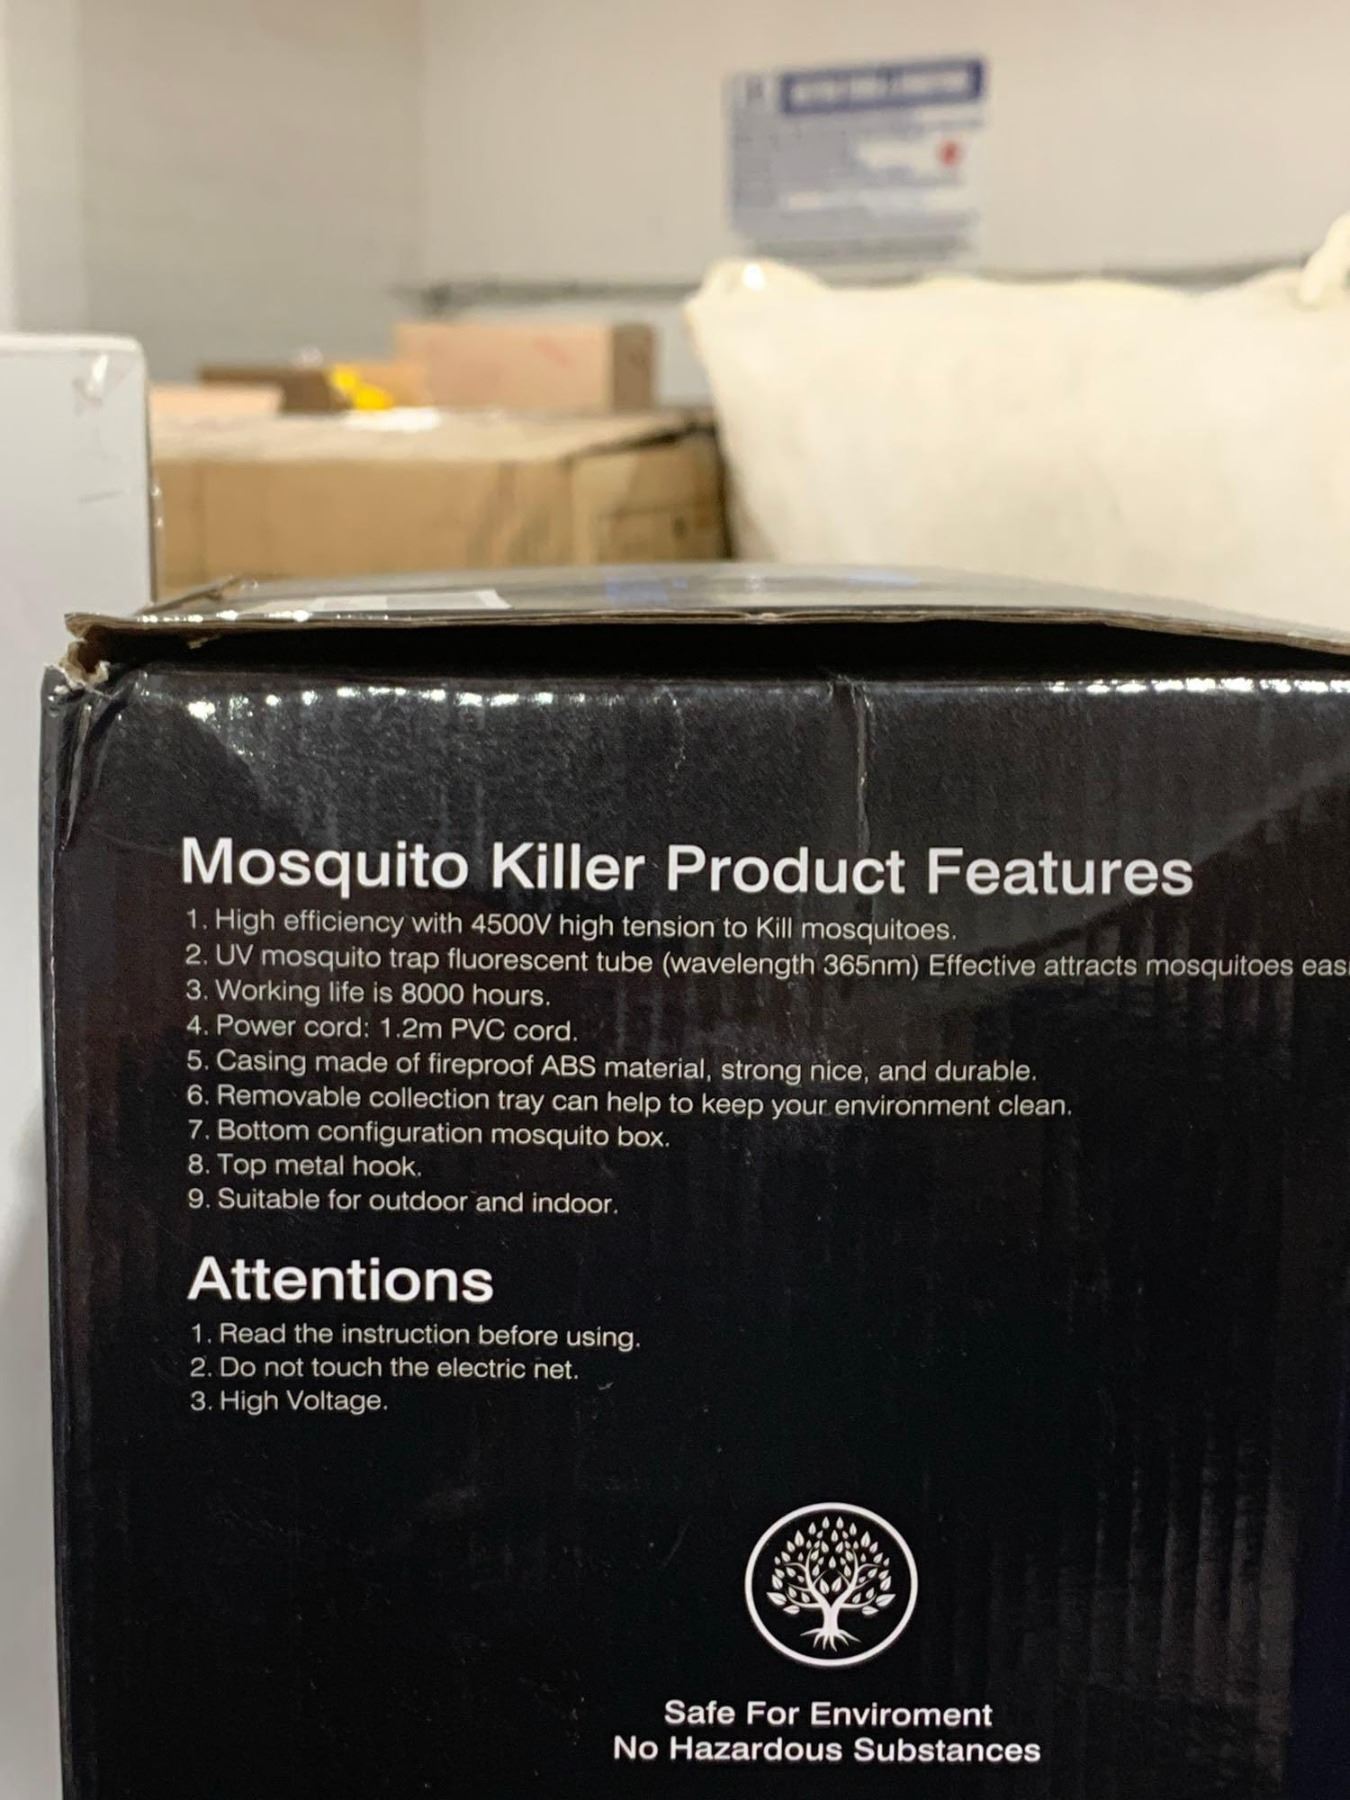 Mosquito Killer Product Features
1. High efficiency with 4500V high tension to Kill mosquitoes.
2. UV mosquito trap fluorescent tube (wavelength 365nm) Effective attracts mosquitoes
3. Working life is 8000 hours.
4. Power cord: 1.2m PVC cord.
5. Casing made of fireproof ABS material, strong nice, and durable.
6. Removable collection tray can help to keep your environment clean.
7. Bottom configuration mosquito box.
8. Top metal hook.
9. Suitable for outdoor and indoor.
Attentions
1. Read the instruction before using.
2. Do not touch the electric net.
3. High Voltage.
Safe For Enviroment
No Hazardous Substances